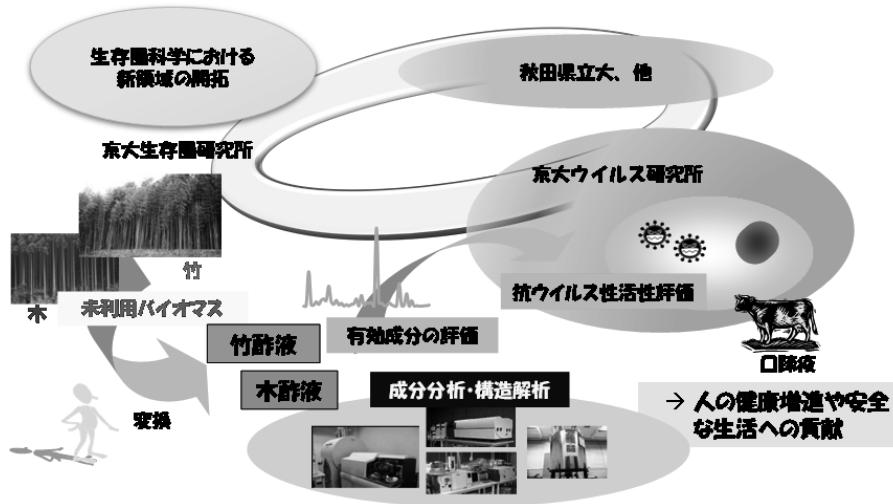 生存圏科学における
新領域の開拓
秋田県立大、他
京大生存圏研究所
京大ウイルス研究所
竹
木
未利用バイオマス
抗ウイルス性活性評価
竹酢液
有効成分の評価
口蹄疫
木酢液
成分分析・構造解析
変換
→ 人の健康増進や安全
な生活への貢献